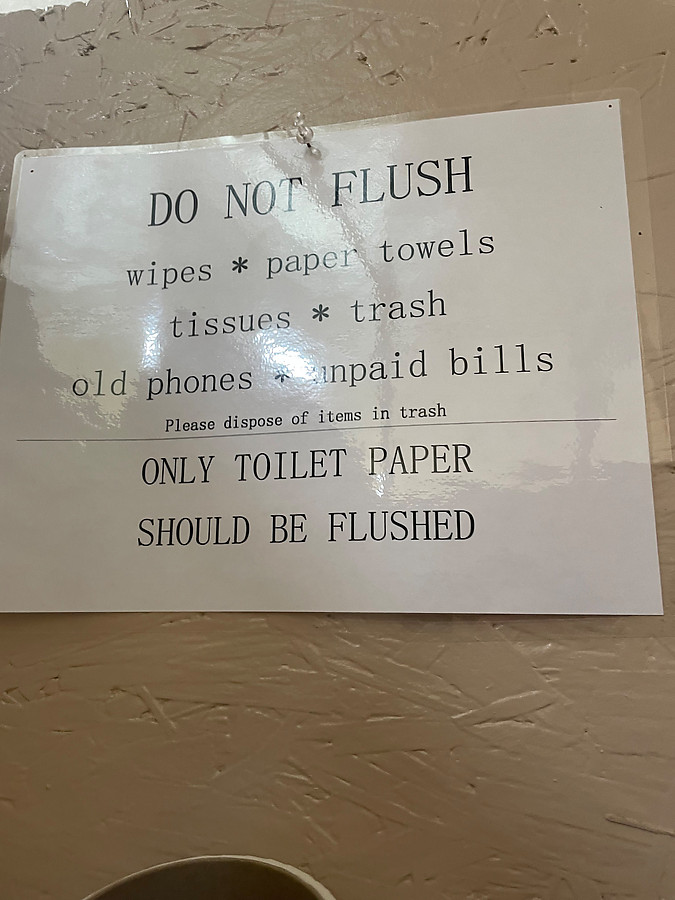 DO NOT FLUSH
wipes * paper towels
tissues * trash
old phones * unpaid bills
Please dispose of items in trash
ONLY TOILET PAPER
SHOULD BE FLUSHED